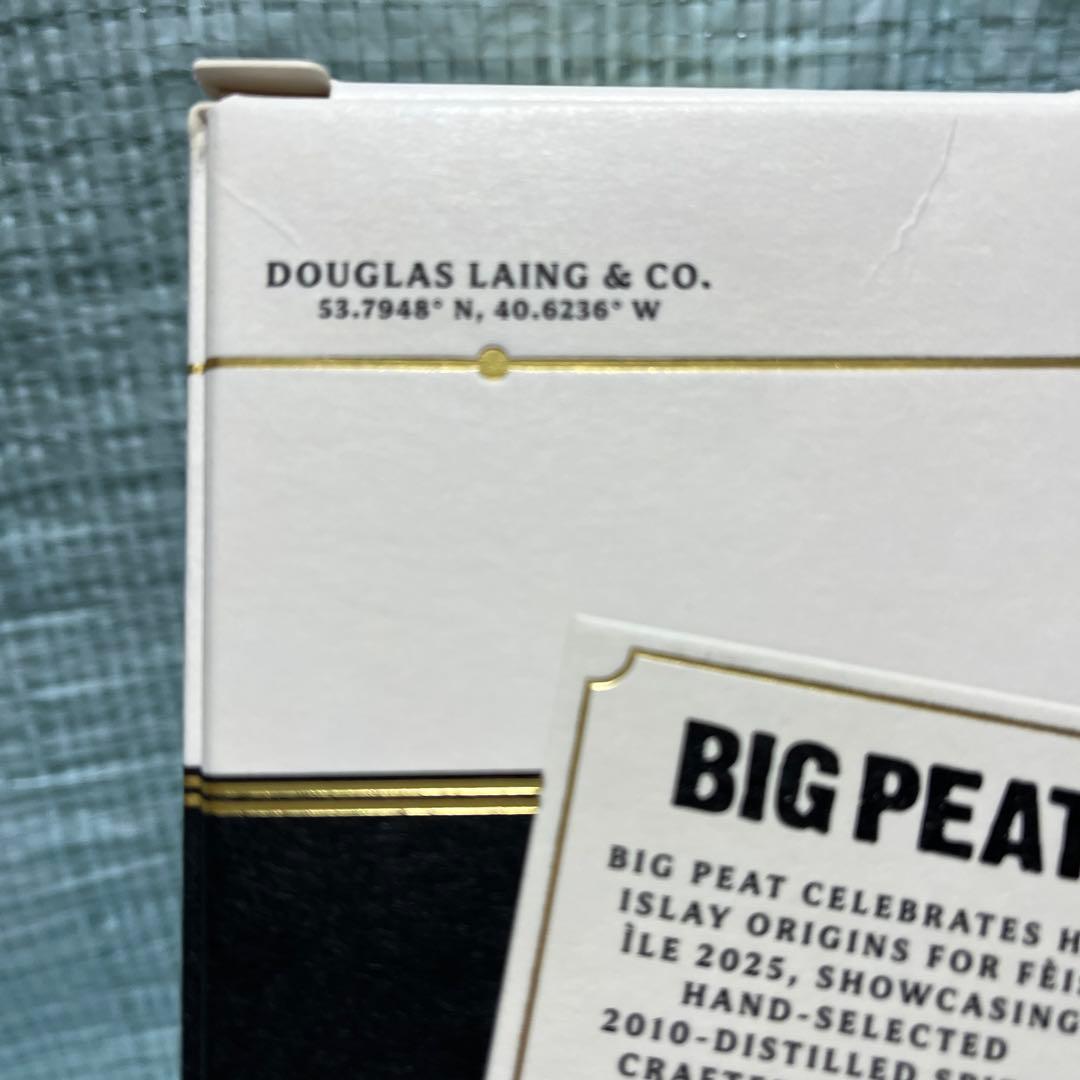 DOUGLAS LAING & CO.
53.7948° N, 40.6236° W
BIG PEAT
BIG PEAT CELEBRATES H
ISLAY ORIGINS FOR FÈI
ÌLE 2025, SHOWCASING
HAND-SELECTED
2010-DISTILLED